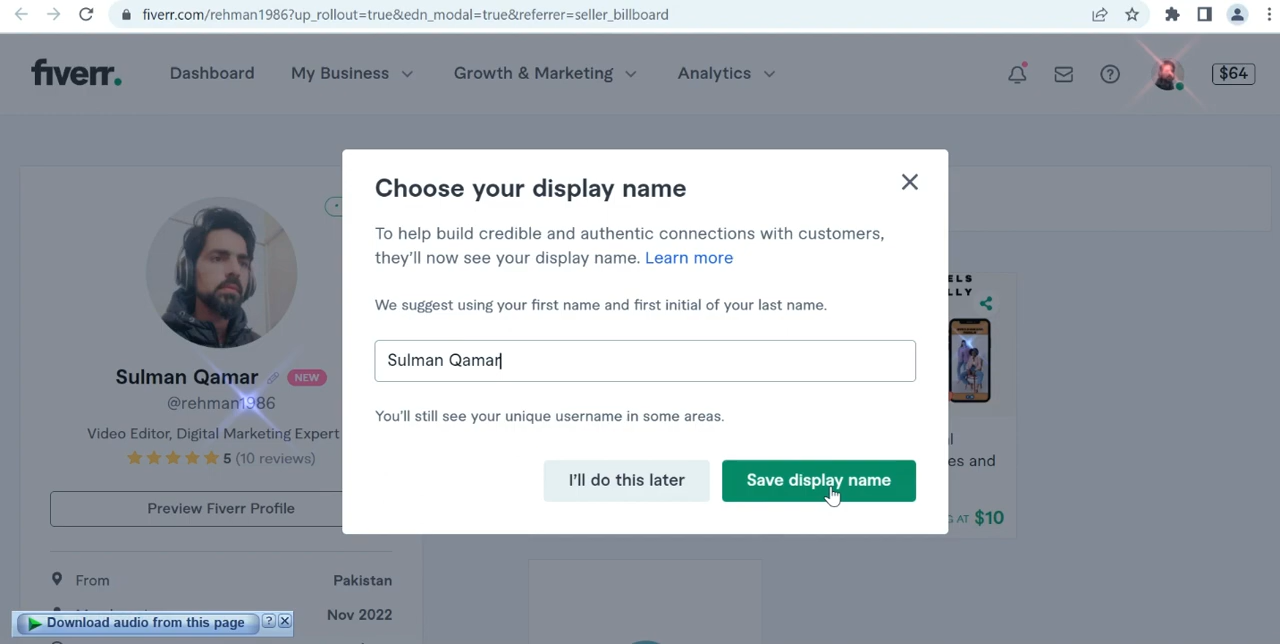 fiverr.com/rehman1986?up_rollout=true&edn_modal=true&referrer=seller_billboard
fiverr. Dashboard My Business Growth & Marketing Analytics $64
Choose your display name
To help build credible and authentic connections with customers,
they'll now see your display name. Learn more
We suggest using your first name and first initial of your last name.
Sulman Qamar
You'll still see your unique username in some areas.
I'll do this later Save display name
Sulman Qamar NEW
@rehman1986
Video Editor, Digital Marketing Expert
5 (10 reviews)
Preview Fiverr Profile
From Pakistan
Nov 2022
Download audio from this page ?
ELS
LLY
es and
AT $10